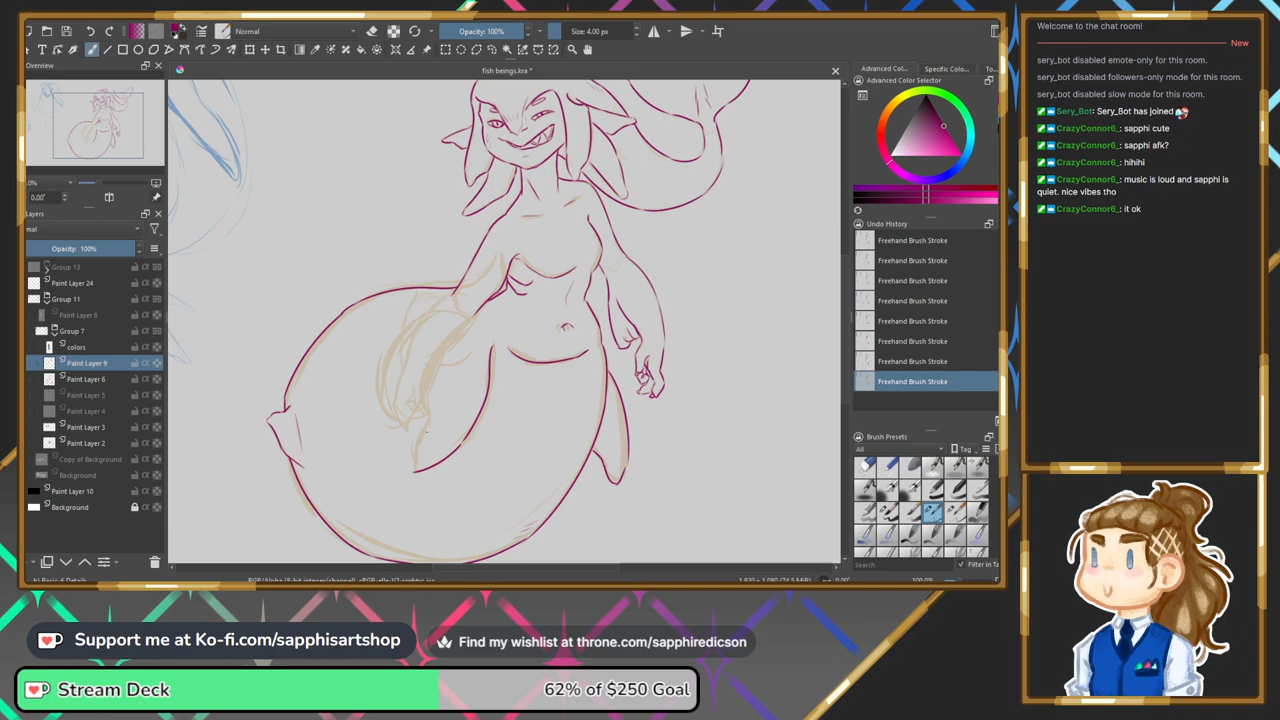 Normal
Opacity: 100%
Size: 4.00 px
Overview
fish beings.kra *
Advanced Col...
Specific Colo...
To...
Advanced Color Selector
0.00°
Layers
Opacity: 100%
Group 13
Paint Layer 24
Group 11
Paint Layer 8
Group 7
colors
Paint Layer 9
Paint Layer 6
Paint Layer 5
Paint Layer 4
Paint Layer 3
Paint Layer 2
Copy of Background
Background
Paint Layer 10
Background
Undo History
Freehand Brush Stroke
Freehand Brush Stroke
Freehand Brush Stroke
Freehand Brush Stroke
Freehand Brush Stroke
Freehand Brush Stroke
Freehand Brush Stroke
Freehand Brush Stroke
Brush Presets
All
Tag
Search
Filter in Ta
Welcome to the chat room!
New
sery_bot disabled emote-only for this room.
sery_bot disabled followers-only mode for this room.
sery_bot disabled slow mode for this room.
Sery_Bot: Sery_Bot has joined
CrazyConnor6_: sapphi cute
CrazyConnor6_: sapphi afk?
CrazyConnor6_: hihihi
CrazyConnor6_: music is loud and sapphi is
quiet. nice vibes tho
CrazyConnor6_: it ok
Support me at Ko-fi.com/sapphisartshop
Find my wishlist at throne.com/sapphiredicson
Stream Deck
62% of $250 Goal